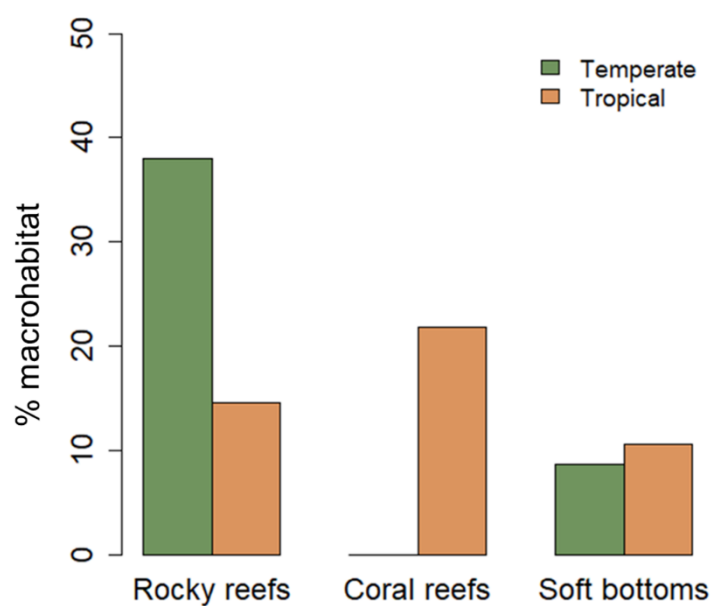 % macrohabitat
50
40
30
20
10
0
Temperate
Tropical
Rocky reefs
Coral reefs
Soft bottoms